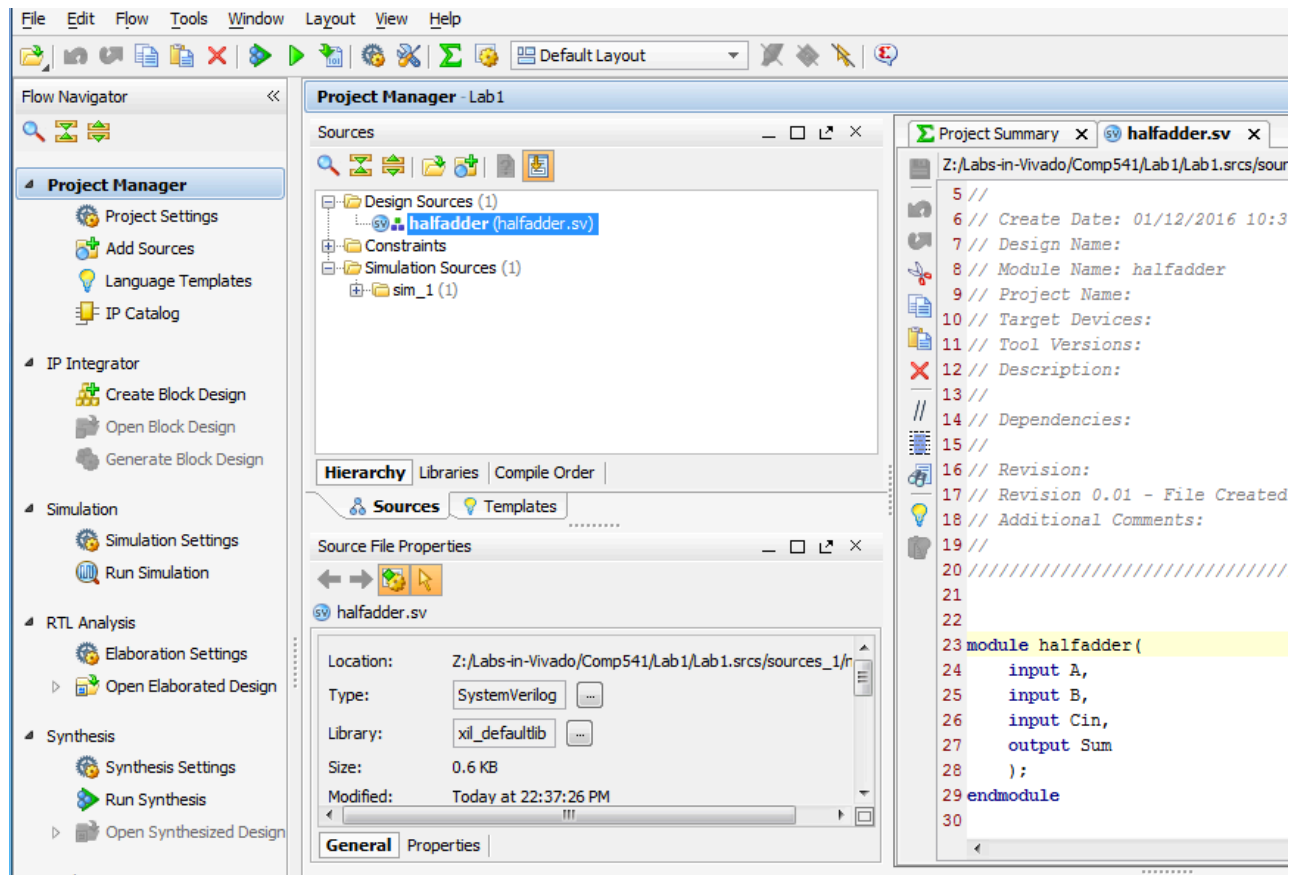 File Edit Flow Tools Window Layout View Help
Default Layout
Flow Navigator
Project Manager
Project Settings
Add Sources
Language Templates
IP Catalog
IP Integrator
Create Block Design
Open Block Design
Generate Block Design
Simulation
Simulation Settings
Run Simulation
RTL Analysis
Elaboration Settings
Open Elaborated Design
Synthesis
Synthesis Settings
Run Synthesis
Open Synthesized Design
Project Manager - Lab1
Sources
Design Sources (1)
halfadder (halfadder.sv)
Constraints
Simulation Sources (1)
sim_1 (1)
Hierarchy Libraries Compile Order
Sources Templates
Source File Properties
halfadder.sv
Location: Z:/Labs-in-Vivado/Comp541/Lab1/Lab1.srcs/sources_1/n
Type: SystemVerilog ...
Library: xil_defaultlib ...
Size: 0.6 KB
Modified: Today at 22:37:26 PM
General Properties
Project Summary halfadder.sv
Z:/Labs-in-Vivado/Comp541/Lab1/Lab1.srcs/sour
5 //
6 // Create Date: 01/12/2016 10:3
7 // Design Name:
8 // Module Name: halfadder
9 // Project Name:
10 // Target Devices:
11 // Tool Versions:
12 // Description:
13 //
14 // Dependencies:
15 //
16 // Revision:
17 // Revision 0.01 - File Created
18 // Additional Comments:
19 //
20 ///////////////////////////////
21
22
23 module halfadder(
24 input A,
25 input B,
26 input Cin,
27 output Sum
28 );
29 endmodule
30